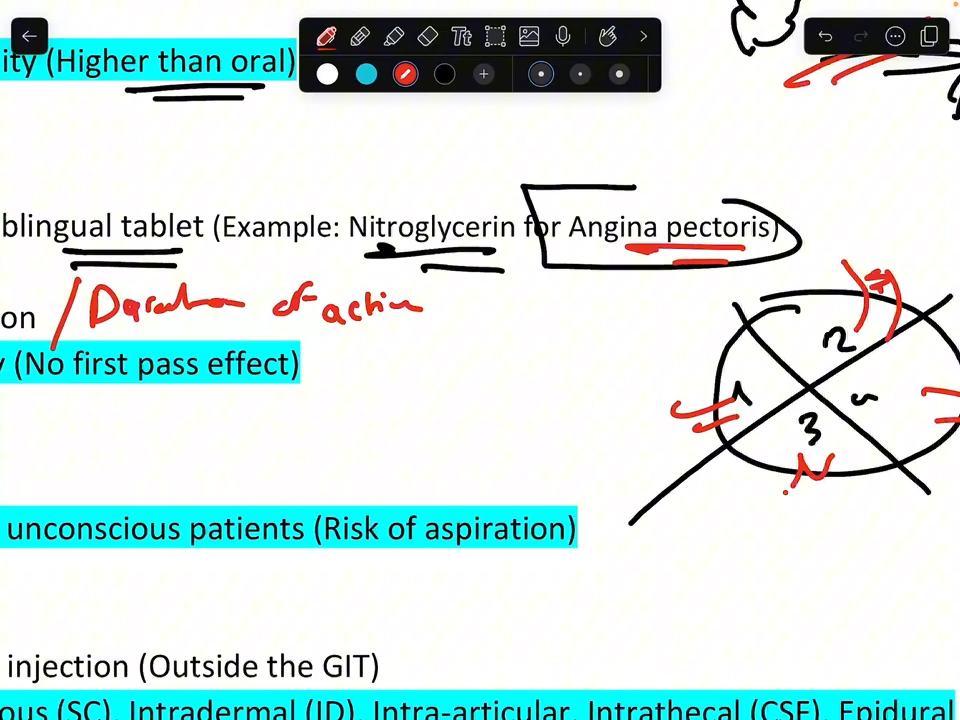 Tt
ity (Higher than oral)
blingual tablet (Example: Nitroglycerin for Angina pectoris)
/ Duration of action
on
y (No first pass effect)
2
1
3
unconscious patients (Risk of aspiration)
injection (Outside the GIT)
ous (SC), Intradermal (ID), Intra-articular, Intrathecal (CSF), Epidural